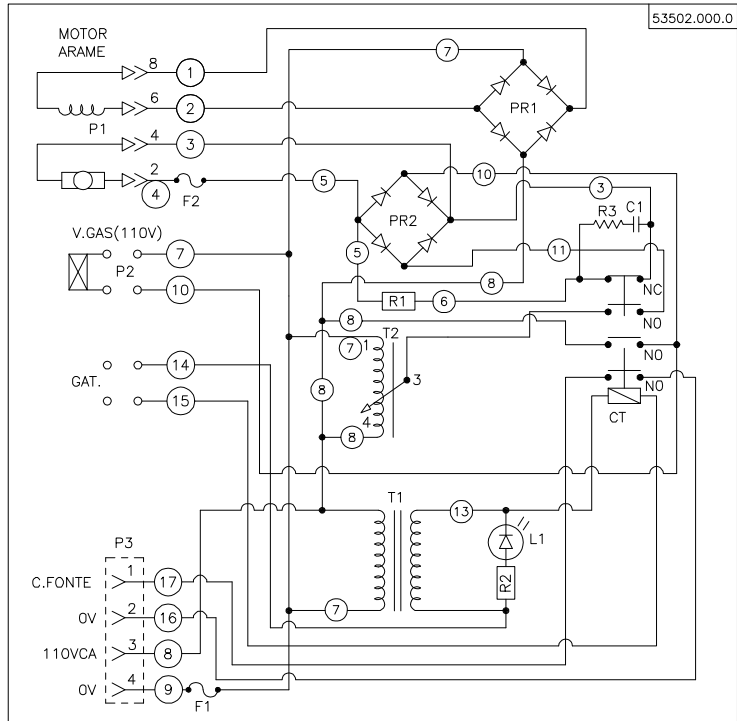 53502.000.0
MOTOR
ARAME
8
1
7
6
2
PR1
P1
4
3
2
4
F2
5
10
3
R3
C1
PR2
V.GAS(110V)
7
P2
10
5
11
8
R1
6
NC
8
T2
NO
7
1
NO
14
8
3
NO
GAT.
15
4
8
CT
T1
13
L1
P3
R2
C.FONTE
1
17
0V
2
16
7
110VCA
3
8
0V
4
9
F1